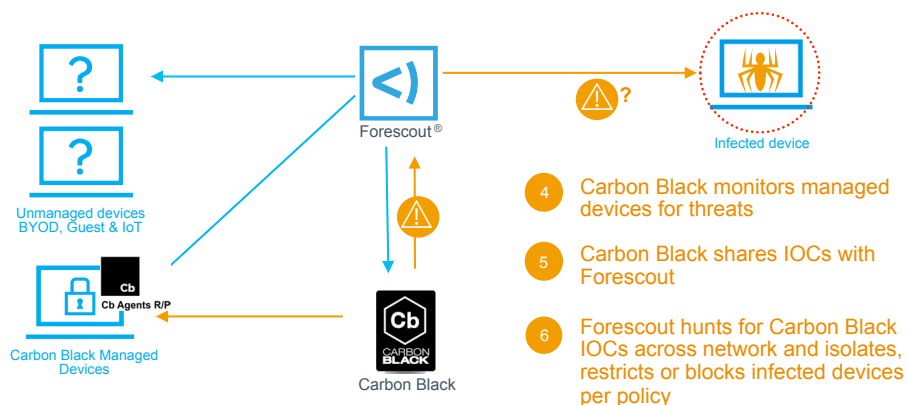 ?
?
Unmanaged devices
BYOD, Guest & IoT
Cb
Cb Agents R/P
Carbon Black Managed
Devices
<)
Forescout®
Cb
CARBON
BLACK
Carbon Black
?
Infected device
4 Carbon Black monitors managed
devices for threats
5 Carbon Black shares IOCs with
Forescout
6 Forescout hunts for Carbon Black
IOCs across network and isolates,
restricts or blocks infected devices
per policy